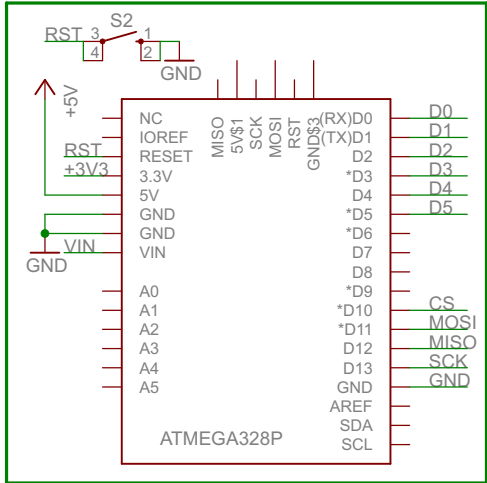 S2
RST 3 1
4 2
GND
+5V
MISO
5V$1
SCK
MOSI
RST
GND$3
NC
IOREF
RST RESET
+3V3 3.3V
5V
GND
GND
VIN VIN
GND
A0
A1
A2
A3
A4
A5
(RX)D0 D0
(TX)D1 D1
D2 D2
*D3 D3
D4 D4
*D5 D5
*D6
D7
D8
*D9
*D10 CS
*D11 MOSI
D12 MISO
D13 SCK
GND GND
AREF
SDA
SCL
ATMEGA328P